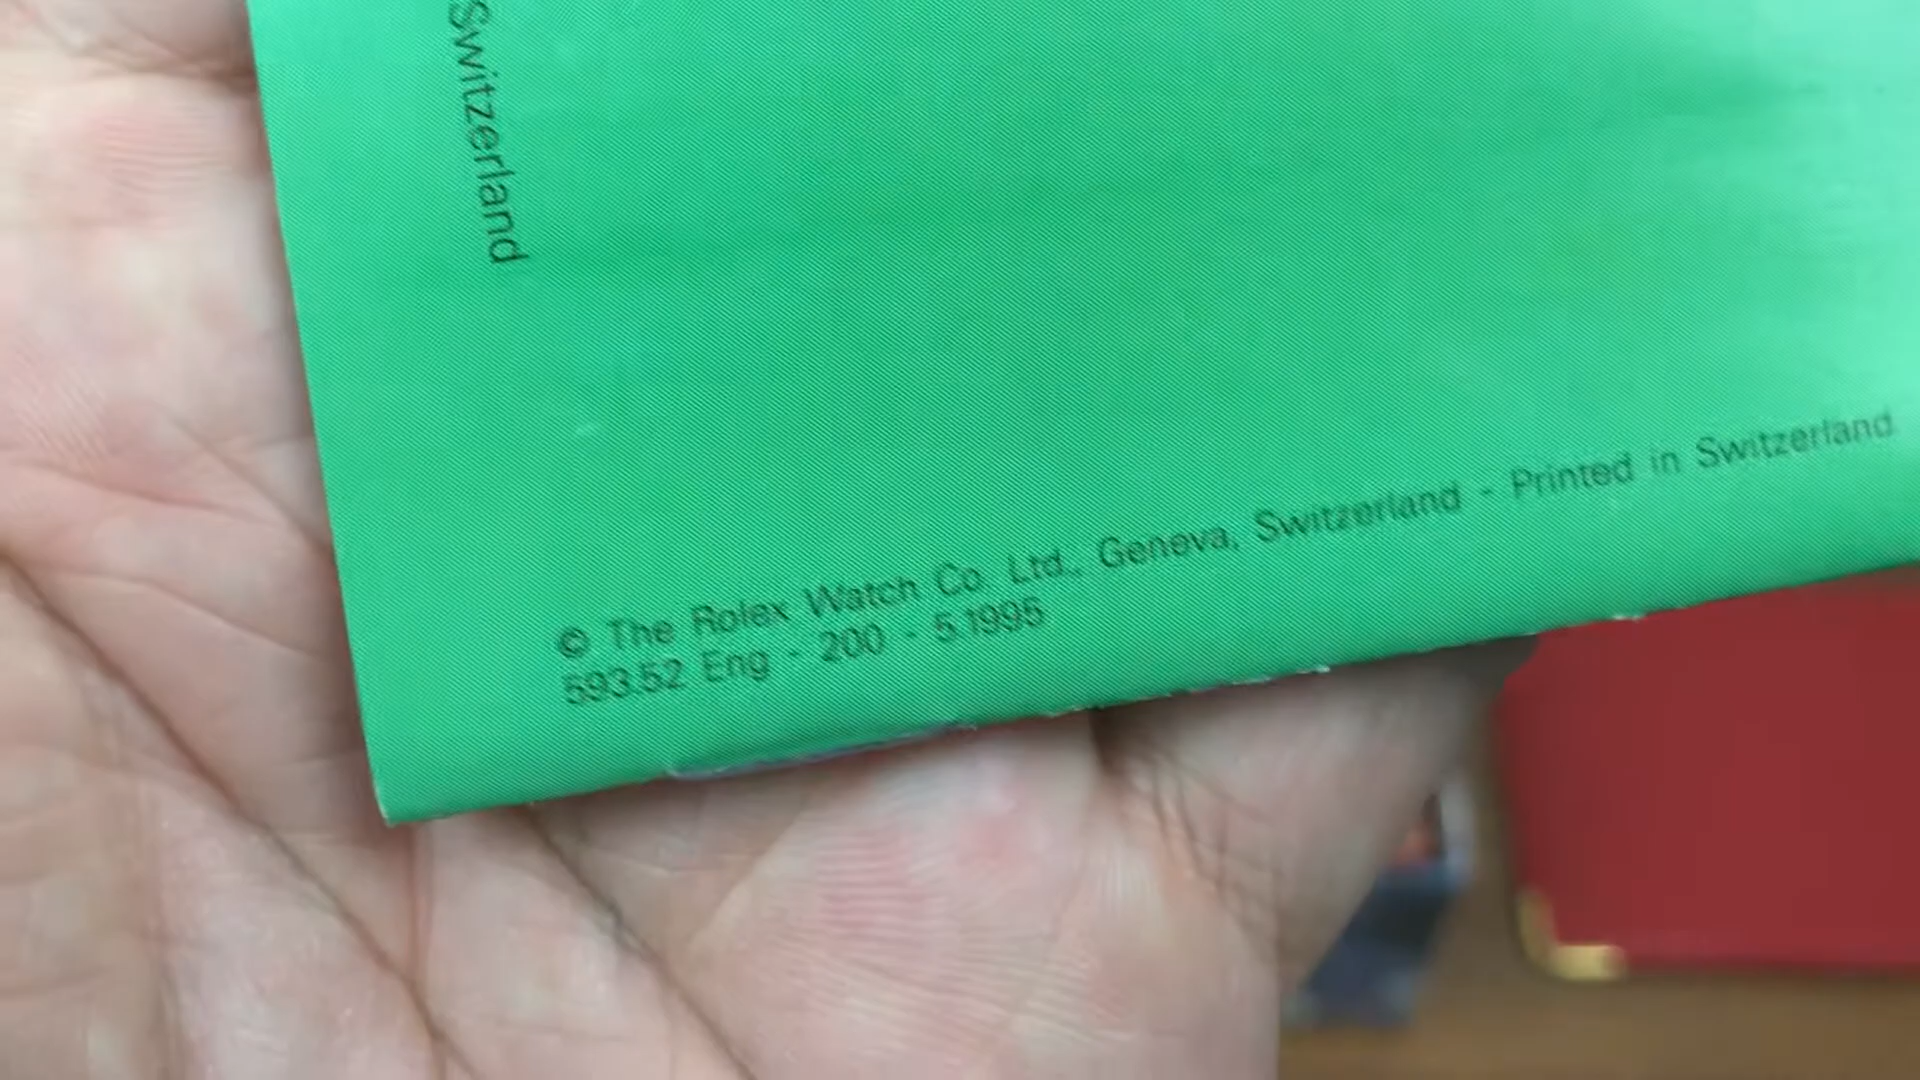 Switzerland
© The Rolex Watch Co. Ltd., Geneva, Switzerland - Printed in Switzerland
593.52 Eng - 200 - 5.1995